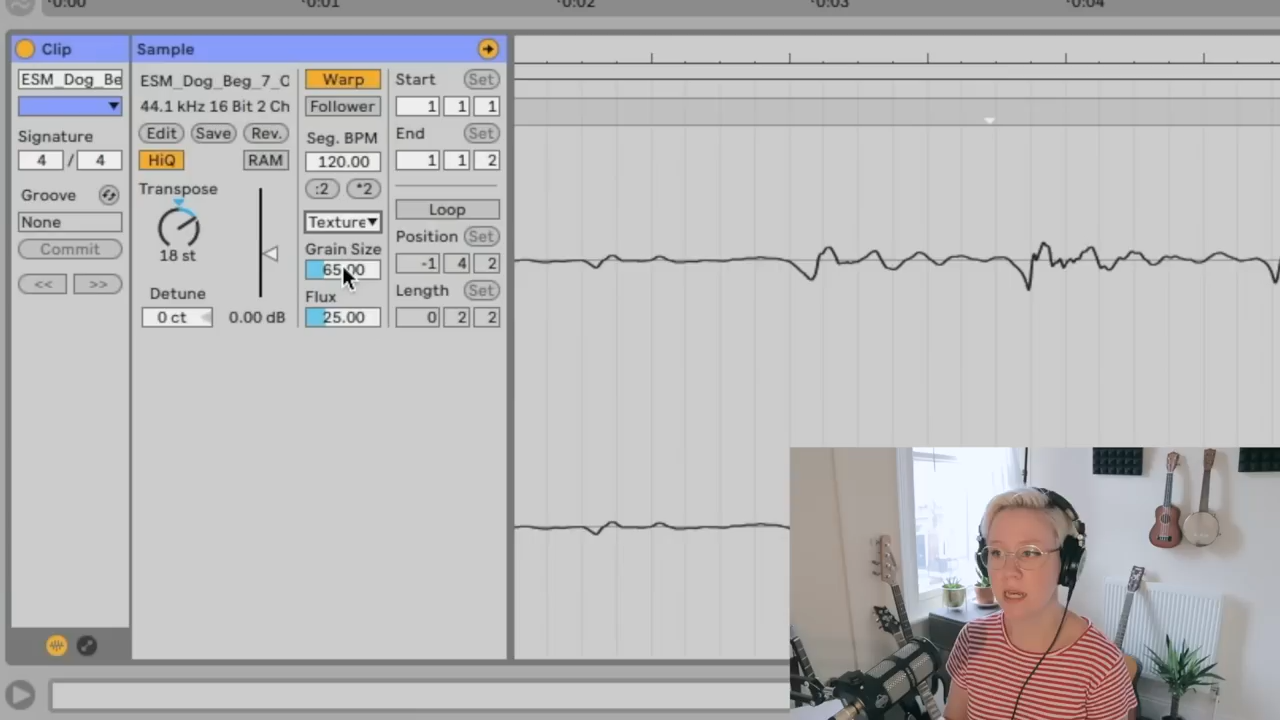 0:00 0:01 0:02 0:03 0:04
Clip
Sample
ESM_Dog_Be
ESM_Dog_Beg_7_C
Warp
Start
Set
44.1 kHz 16 Bit 2 Ch
Follower
1 1 1
Signature
Edit
Save
Rev.
Seg. BPM
End
Set
4 / 4
HiQ
RAM
120.00
1 1 2
Transpose
:2
*2
Groove
None
Texture
Loop
Commit
18 st
Grain Size
Position
Set
65.00
-1 4 2
<<
>>
Detune
Flux
Length
Set
0 ct
0.00 dB
25.00
0 2 2